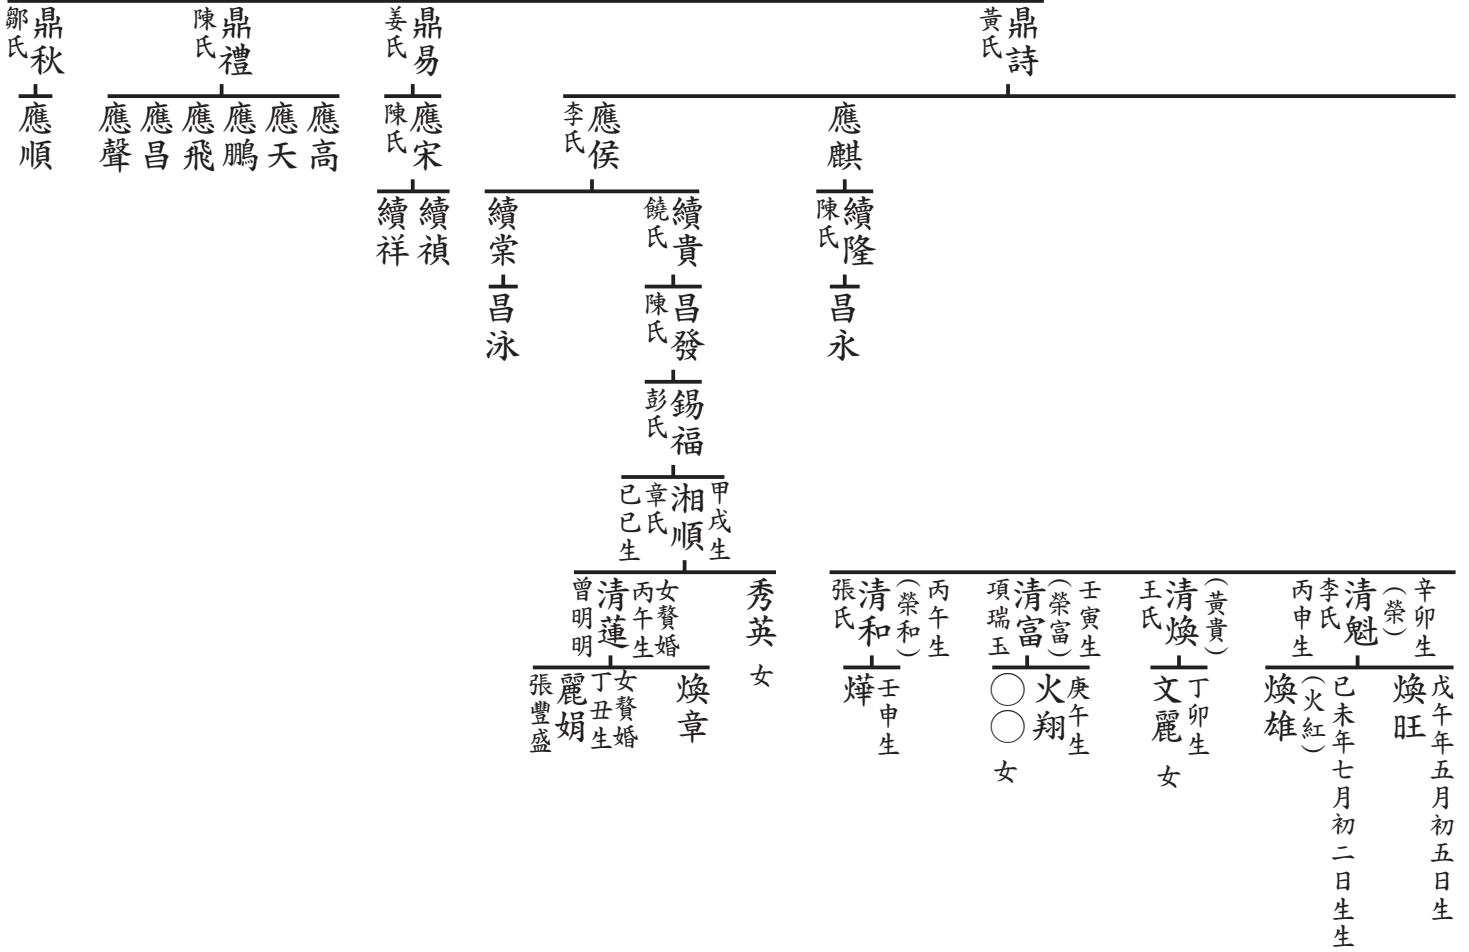 鼎詩
黃氏
鼎易
姜氏
鼎禮
陳氏
鼎秋
鄒氏
應麒
應侯
李氏
應宋
陳氏
應高
應天
應鵬
應飛
應昌
應聲
應順
續隆
陳氏
續貴
饒氏
續棠
續禎
續祥
昌永
昌發
陳氏
昌泳
錫福
彭氏
甲戌生
湘順
章氏
已已生
辛卯生
(榮)
清魁
李氏
丙申生
(黃貴)
清煥
王氏
壬寅生
(榮富)
清富
項瑞玉
丙午生
(榮和)
清和
張氏
秀英 女
女贅婚
丙午生
清蓮
曾明明
戊午年五月初五日生
煥旺
已未年七月初二日生生
(火紅)
煥雄
丁卯生
文麗 女
庚午生
火翔
〇〇 女
壬申生
燁
煥章
女贅婚
丁丑生
麗娟
張豐盛